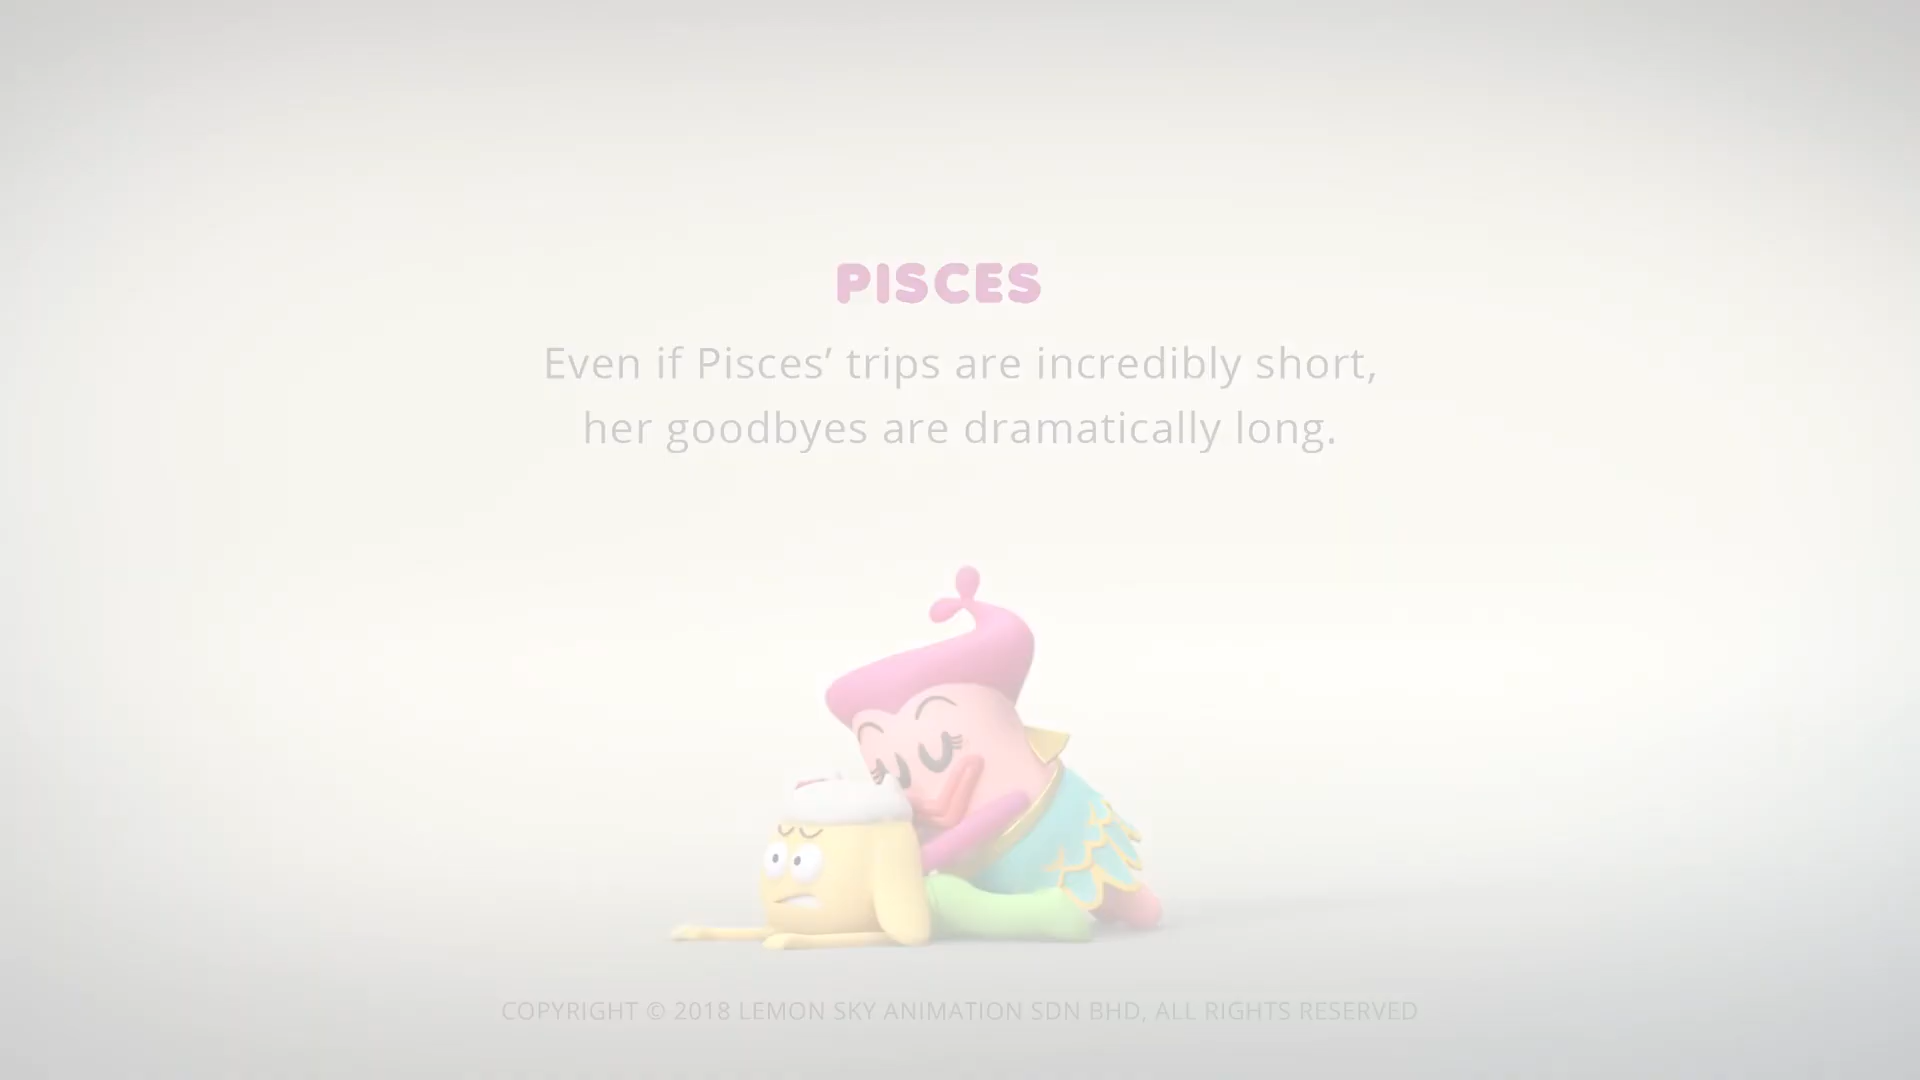 PISCES
Even if Pisces’ trips are incredibly short,
her goodbyes are dramatically long.
COPYRIGHT © 2018 LEMON SKY ANIMATION SDN BHD, ALL RIGHTS RESERVED